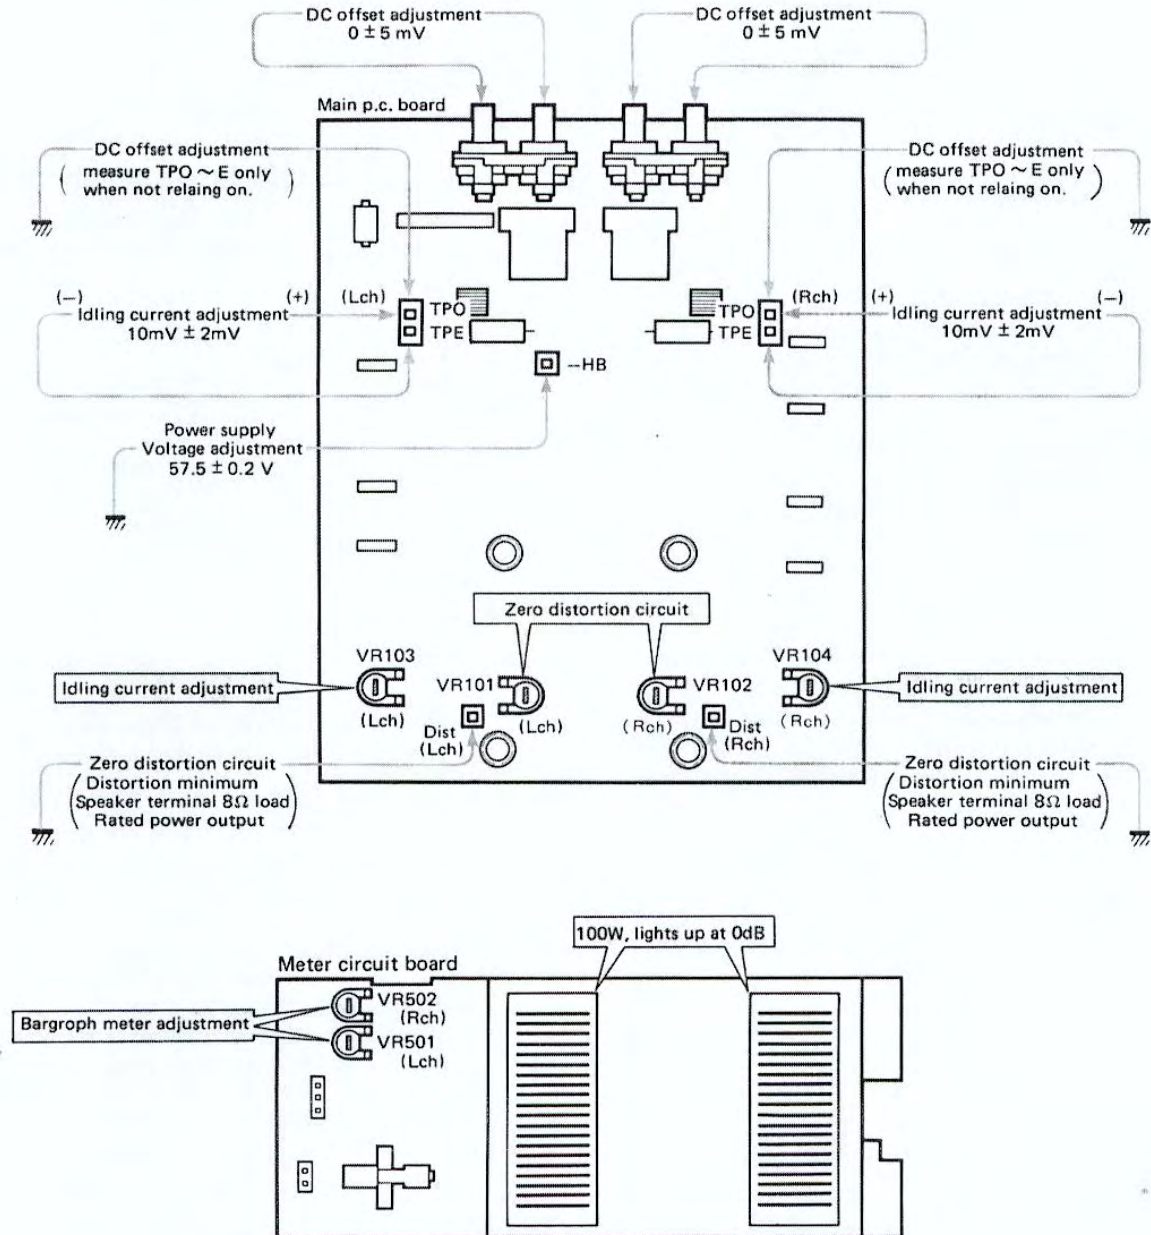 DC offset adjustment
0 ± 5 mV
DC offset adjustment
0 ± 5 mV
Main p.c. board
DC offset adjustment
( measure TPO ~ E only
when not relaing on. )
DC offset adjustment
( measure TPO ~ E only
when not relaing on. )
(−)
(+)
Idling current adjustment
10mV ± 2mV
(Lch)
TPO
TPE
TPO
TPE
(Rch)
(+)
(−)
Idling current adjustment
10mV ± 2mV
--HB
Power supply
Voltage adjustment
57.5 ± 0.2 V
Zero distortion circuit
VR103
(Lch)
Idling current adjustment
VR101
(Lch)
Dist
(Lch)
VR102
(Rch)
Dist
(Rch)
VR104
(Rch)
Idling current adjustment
Zero distortion circuit
( Distortion minimum
Speaker terminal 8Ω load
Rated power output )
Zero distortion circuit
( Distortion minimum
Speaker terminal 8Ω load
Rated power output )
100W, lights up at 0dB
Meter circuit board
VR502
(Rch)
Bargroph meter adjustment
VR501
(Lch)